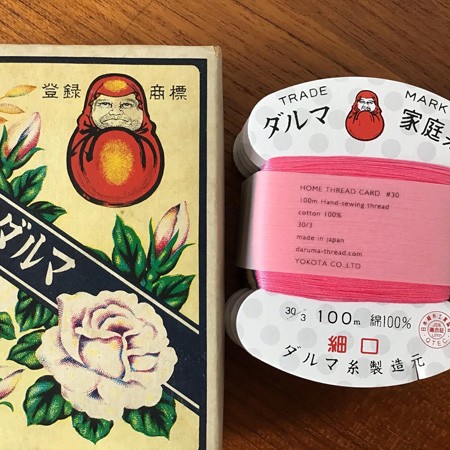 登録 商標
ダルマ
TRADE MARK
ダルマ 家庭
HOME THREAD CARD #30
100m Hand-sewing thread
cotton 100%
30/3
made in japan
daruma-thread.com
YOKOTA CO.,LTD
30/3 100m 綿100%
細口
ダルマ糸製造元
QTEC